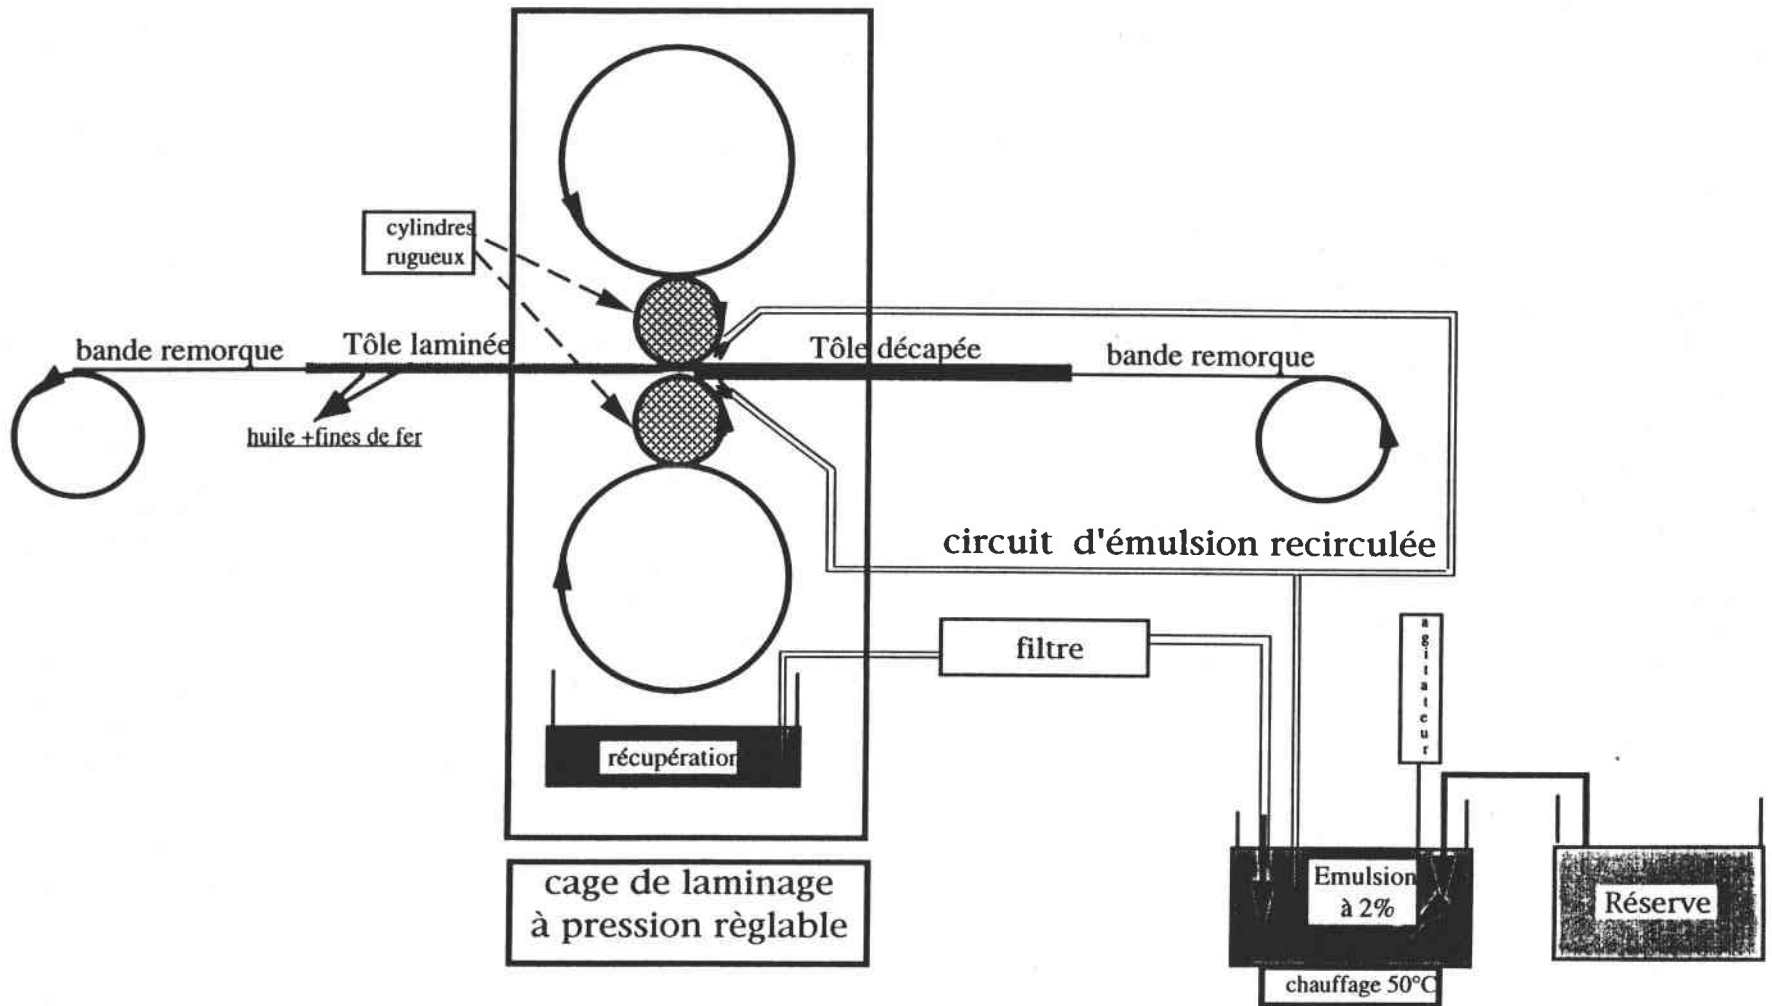 cylindres
rugueux
bande remorque
Tôle laminée
Tôle décapée
bande remorque
huile +fines de fer
circuit d'émulsion recirculée
filtre
agitateur
récupération
Emulsion
à 2%
Réserve
cage de laminage
à pression règlable
chauffage 50°C